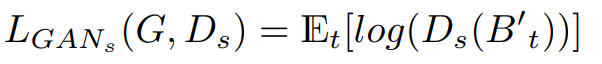 L_{GAN_s}(G, D_s) = 𝔼_t[log(D_s(B'_t))]